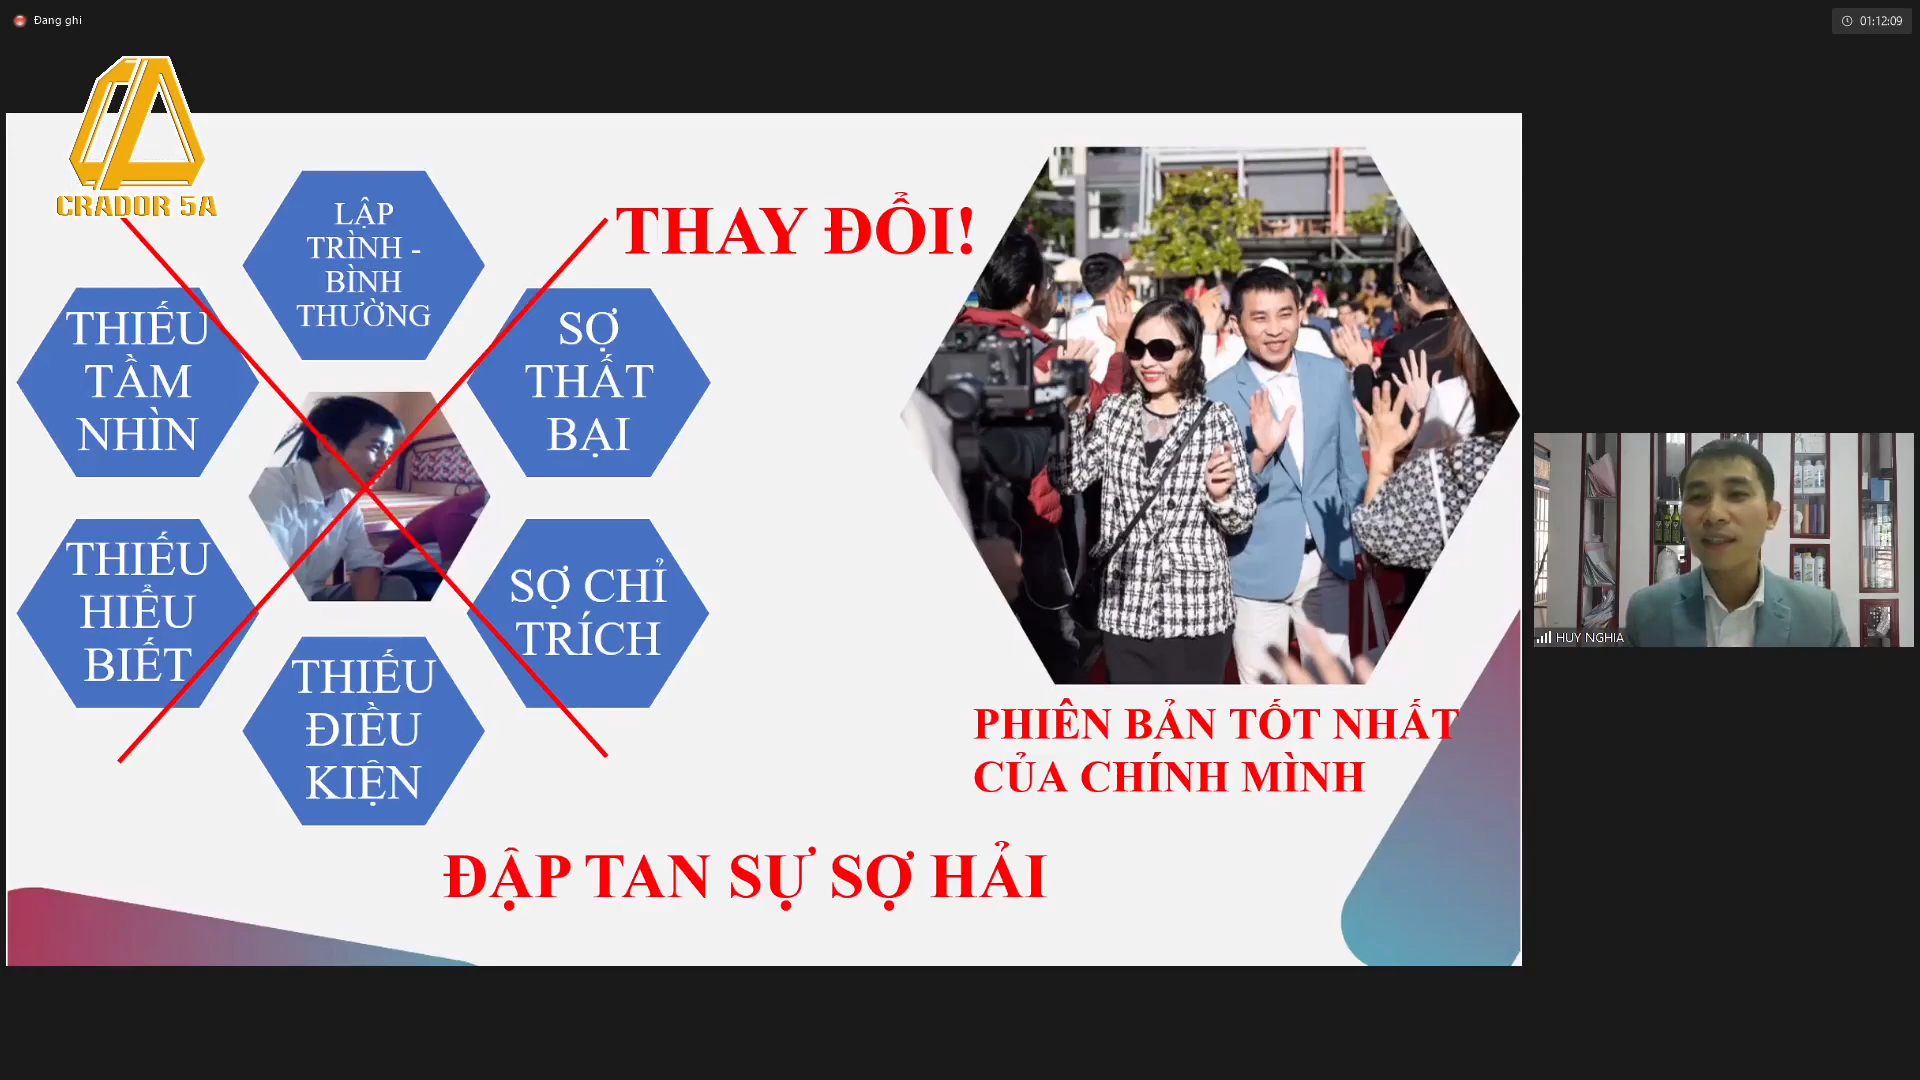 Đang ghi
01:12:09
CRADOR 5A
LẬP
TRÌNH -
BÌNH
THƯỜNG
THAY ĐỔI!
THIẾU
TẦM
NHÌN
SỢ
THẤT
BẠI
THIẾU
HIỂU
BIẾT
SỢ CHỈ
TRÍCH
THIẾU
ĐIỀU
KIỆN
PHIÊN BẢN TỐT NHẤT
CỦA CHÍNH MÌNH
ĐẬP TAN SỰ SỢ HẢI
HUY NGHIA